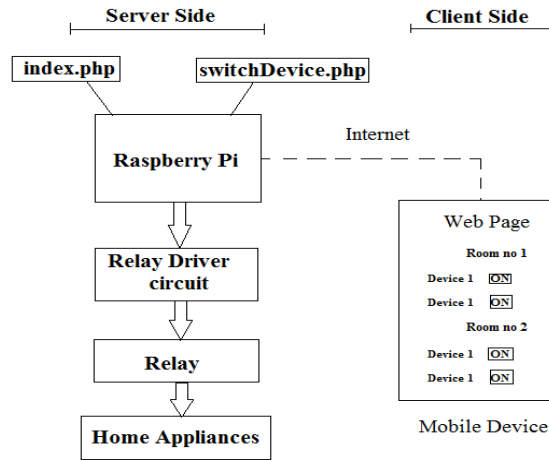 Server Side
Client Side
index.php
switchDevice.php
Raspberry Pi
Internet
Relay Driver
circuit
Relay
Home Appliances
Web Page
Room no 1
Device 1 ON
Device 1 ON
Room no 2
Device 1 ON
Device 1 ON
Mobile Device